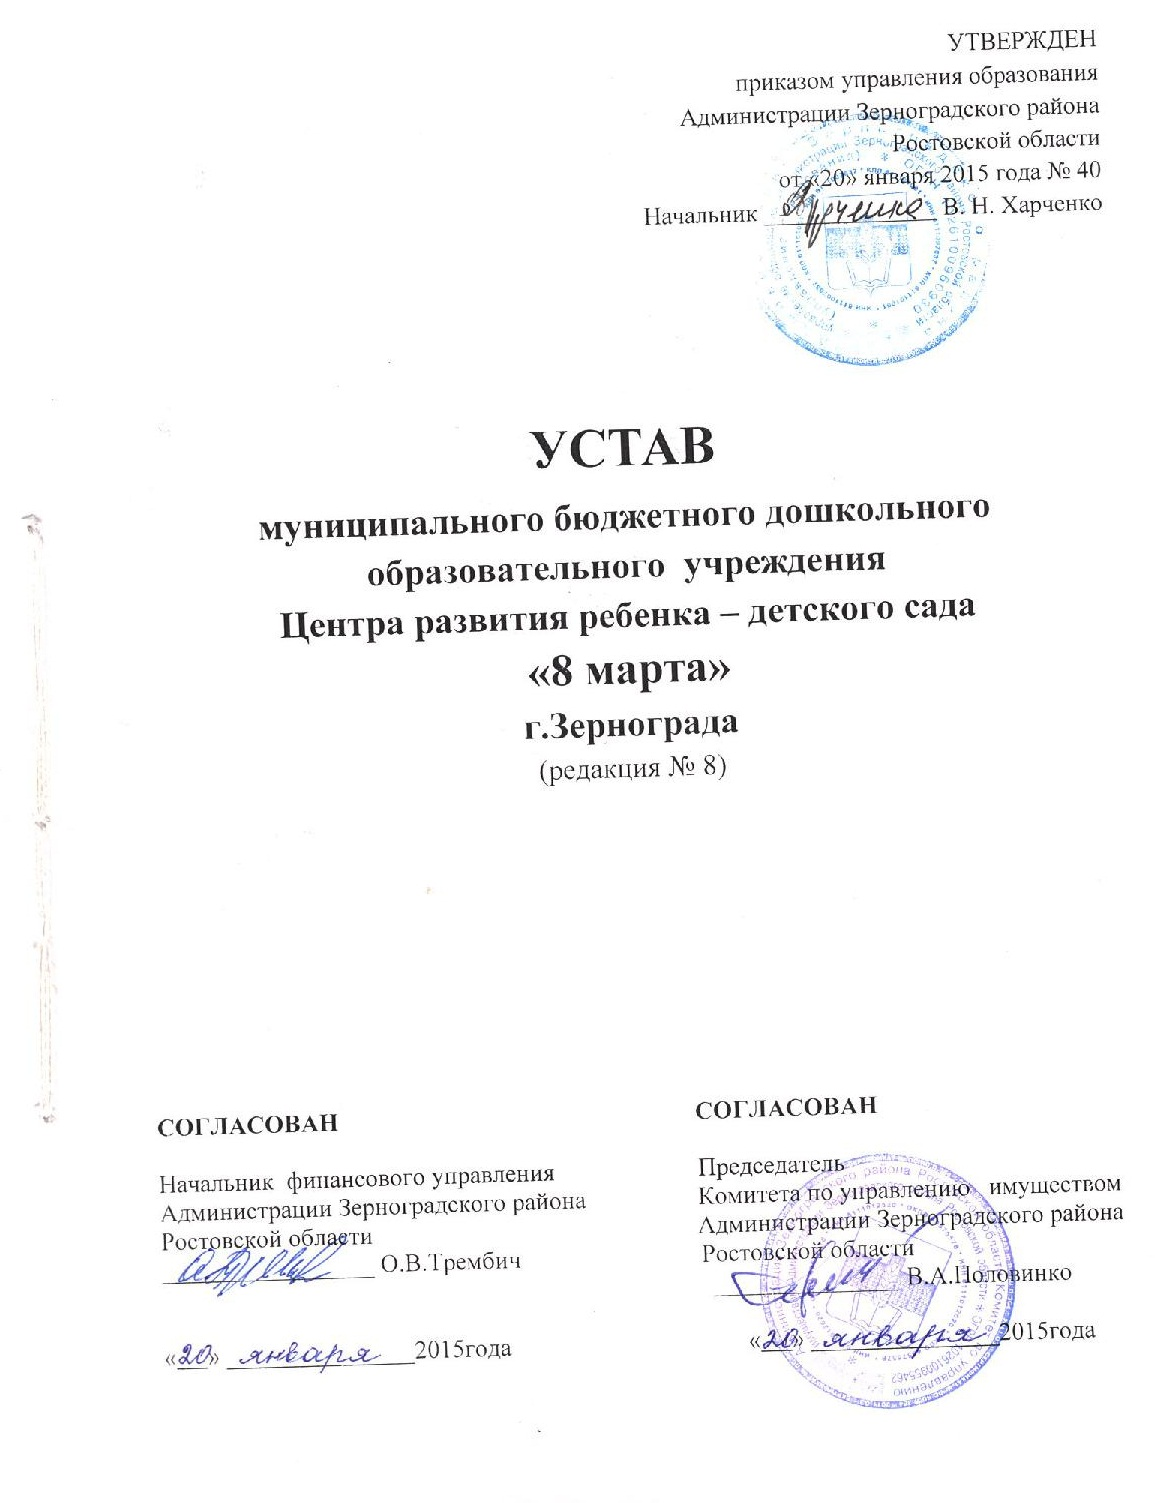 УТВЕРЖДЕН
приказом управления образования
Администрации Зерноградского района
Ростовской области
от «20» января 2015 года № 40
Начальник ______________ В. Н. Харченко
УСТАВ
муниципального бюджетного дошкольного
образовательного учреждения
Центра развития ребенка – детского сада
«8 марта»
г.Зернограда
(редакция № 8)
СОГЛАСОВАН
Начальник финансового управления
Администрации Зерноградского района
Ростовской области
________________ О.В.Трембич
«20» января 2015года
СОГЛАСОВАН
Председатель
Комитета по управлению имуществом
Администрации Зерноградского района
Ростовской области
______________ В.А.Половинко
«20» января 2015года